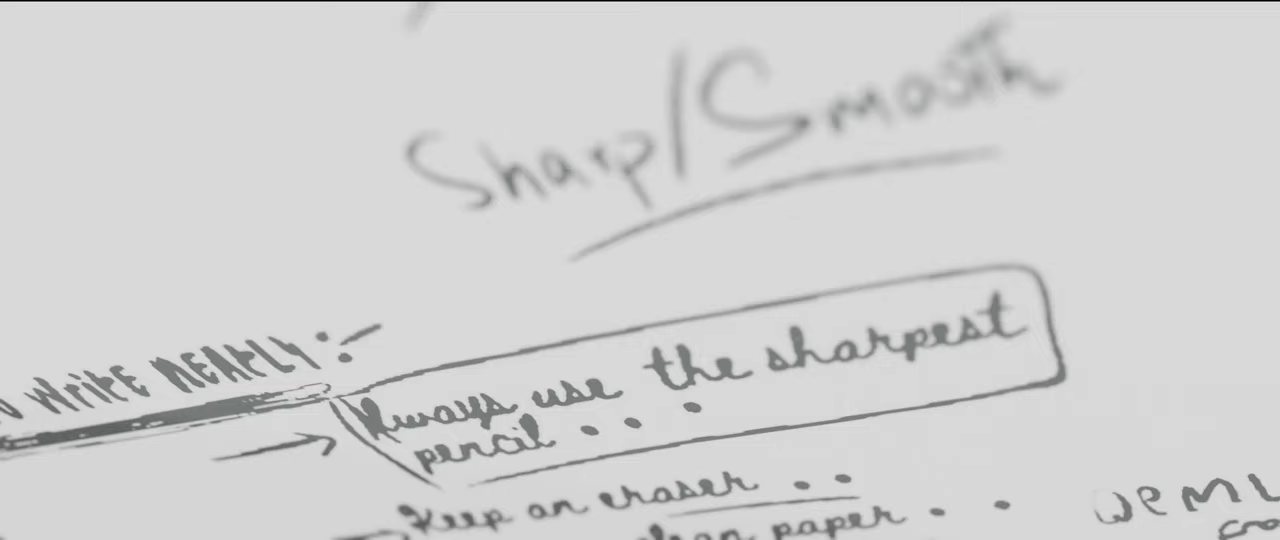 Sharp/Smooth
WritE NEAtLy:-
Always use the sharpest
pencil...
Keep an eraser..
paper..